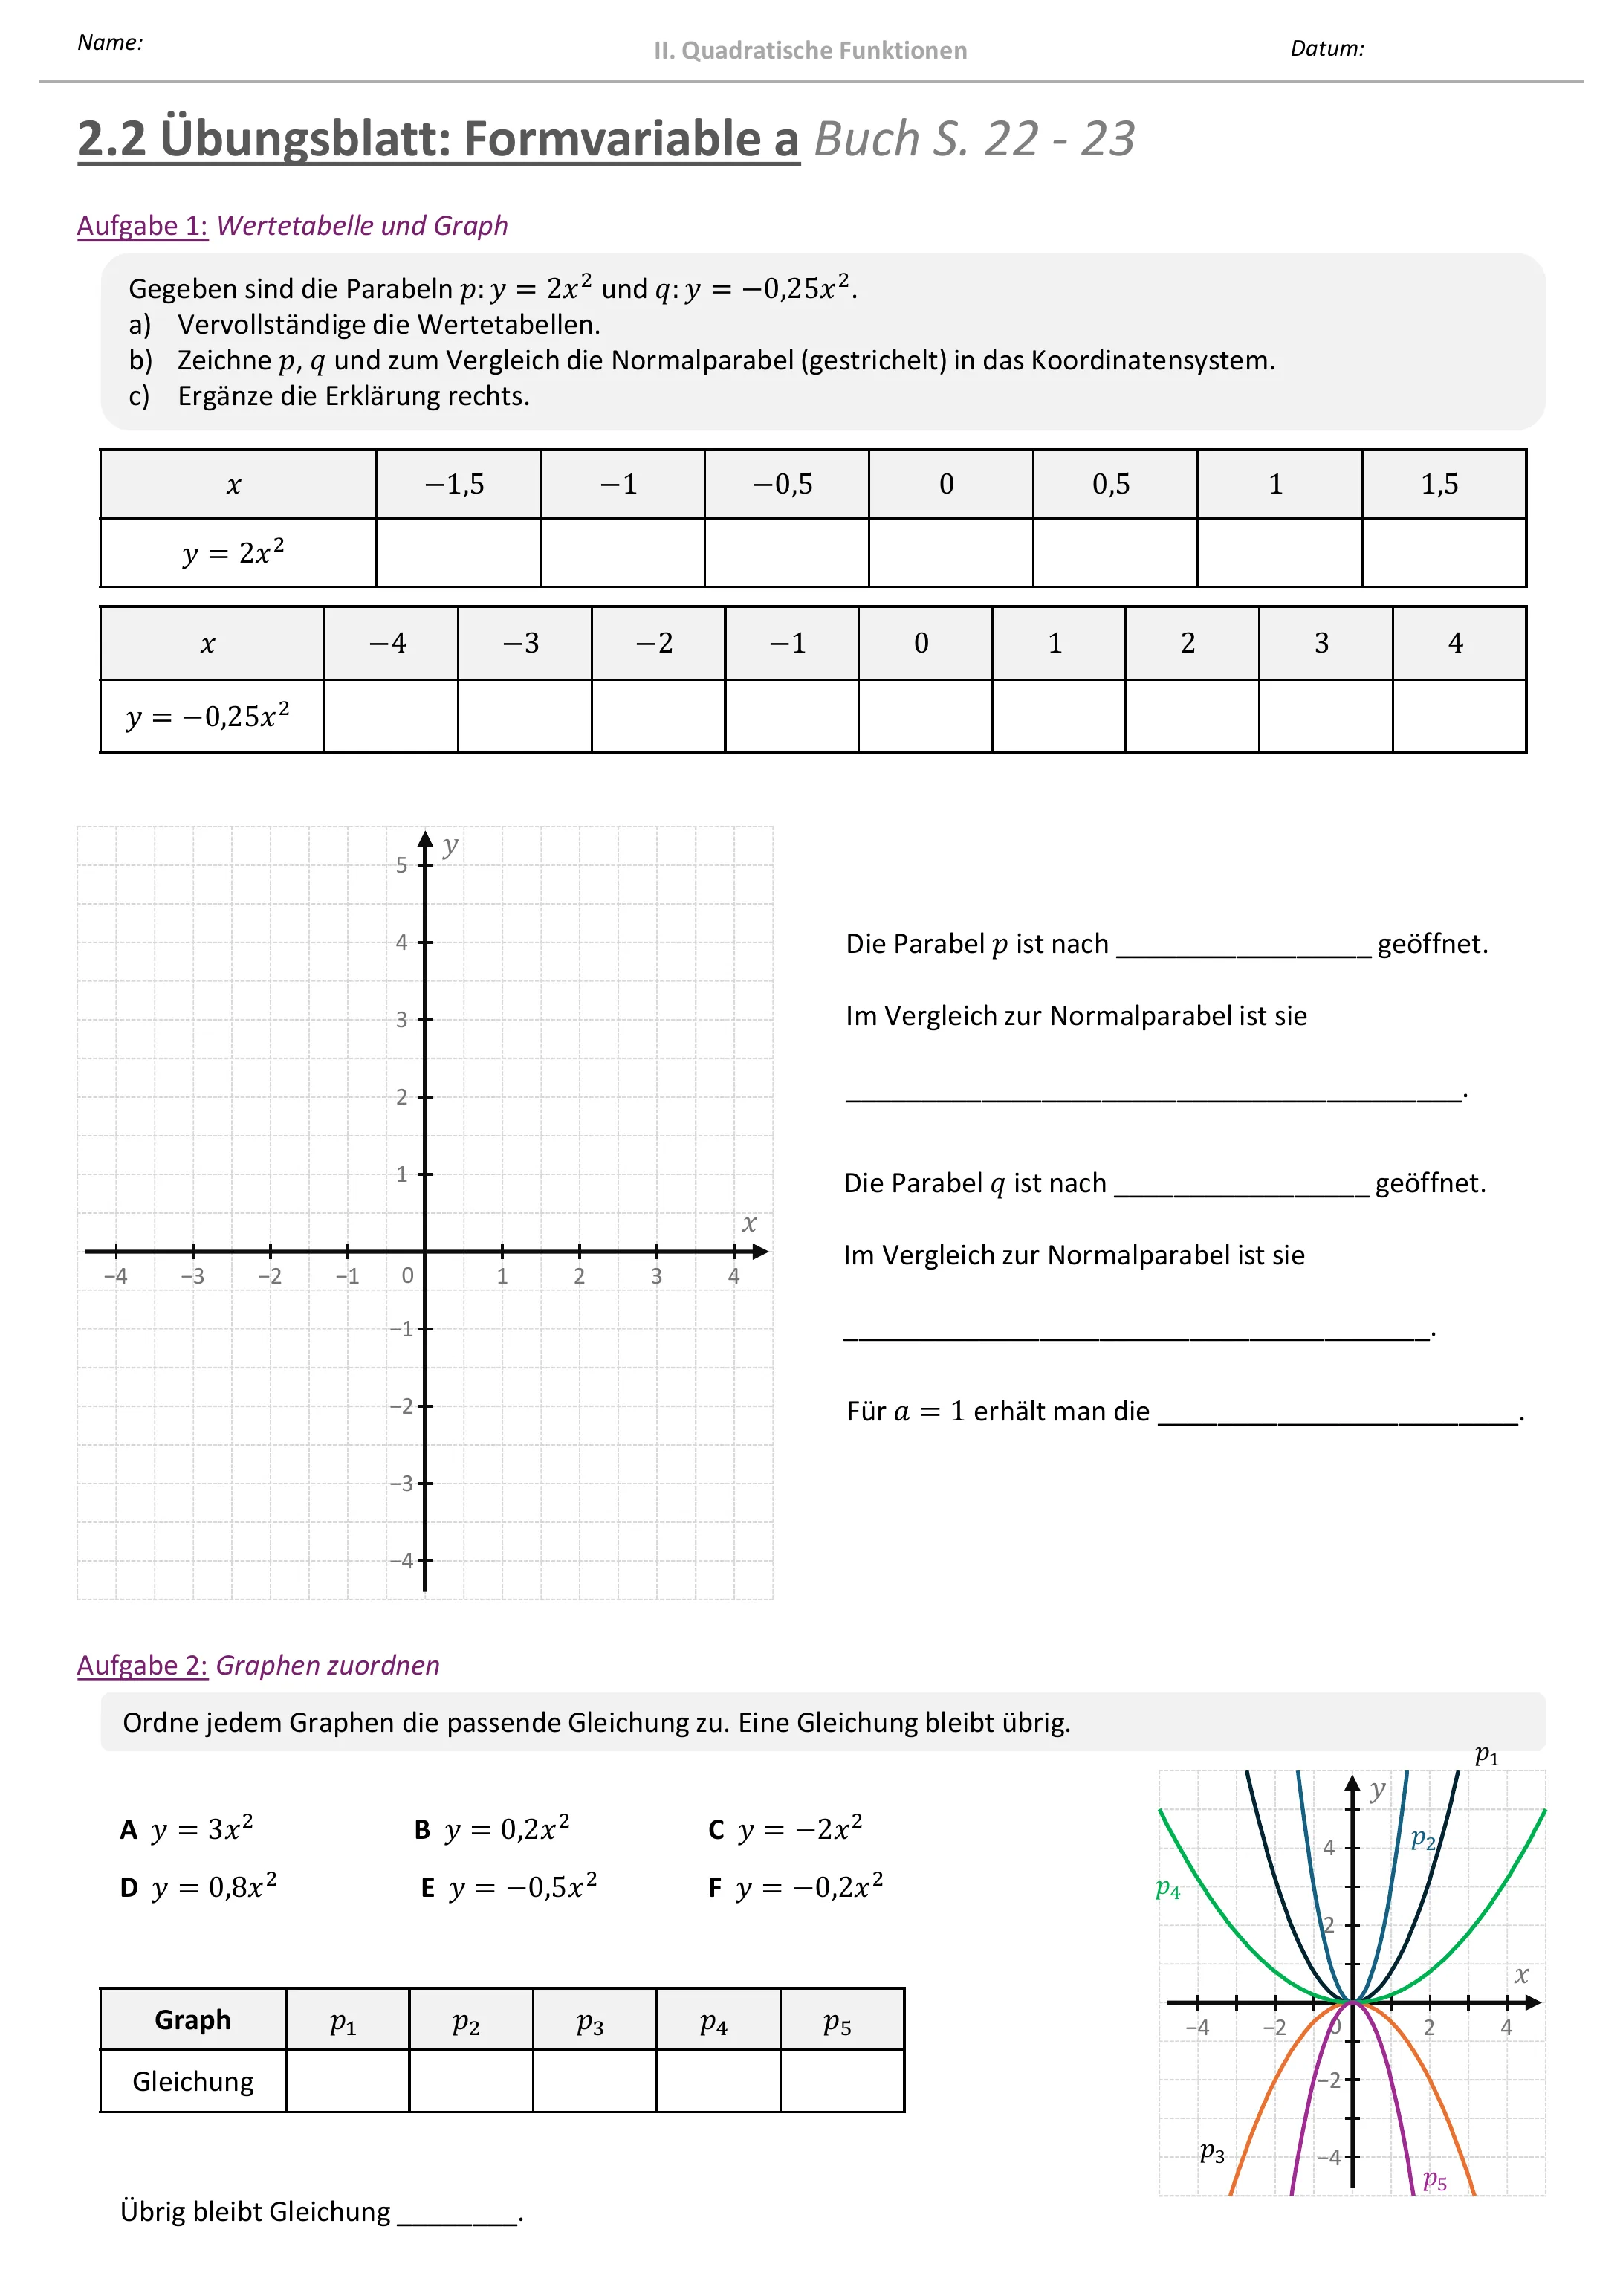 Name:
II. Quadratische Funktionen
Datum:
2.2 Übungsblatt: Formvariable a Buch S. 22 - 23
Aufgabe 1: Wertetabelle und Graph
Gegeben sind die Parabeln p: y = 2x² und q: y = −0,25x².
a) Vervollständige die Wertetabellen.
b) Zeichne p, q und zum Vergleich die Normalparabel (gestrichelt) in das Koordinatensystem.
c) Ergänze die Erklärung rechts.
x −1,5 −1 −0,5 0 0,5 1 1,5
y = 2x²
x −4 −3 −2 −1 0 1 2 3 4
y = −0,25x²
y
5
4
3
2
1
x
−4 −3 −2 −1 0 1 2 3 4
−1
−2
−3
−4
Die Parabel p ist nach _________________ geöffnet.
Im Vergleich zur Normalparabel ist sie
_________________________________________.
Die Parabel q ist nach _________________ geöffnet.
Im Vergleich zur Normalparabel ist sie
_______________________________________.
Für a = 1 erhält man die ________________________.
Aufgabe 2: Graphen zuordnen
Ordne jedem Graphen die passende Gleichung zu. Eine Gleichung bleibt übrig.
A y = 3x² B y = 0,2x² C y = −2x²
D y = 0,8x² E y = −0,5x² F y = −0,2x²
Graph p₁ p₂ p₃ p₄ p₅
Gleichung
Übrig bleibt Gleichung ________.
p₁
y
p₂
4
p₄
2
x
−4 −2 0 2 4
−2
p₃
−4
p₅